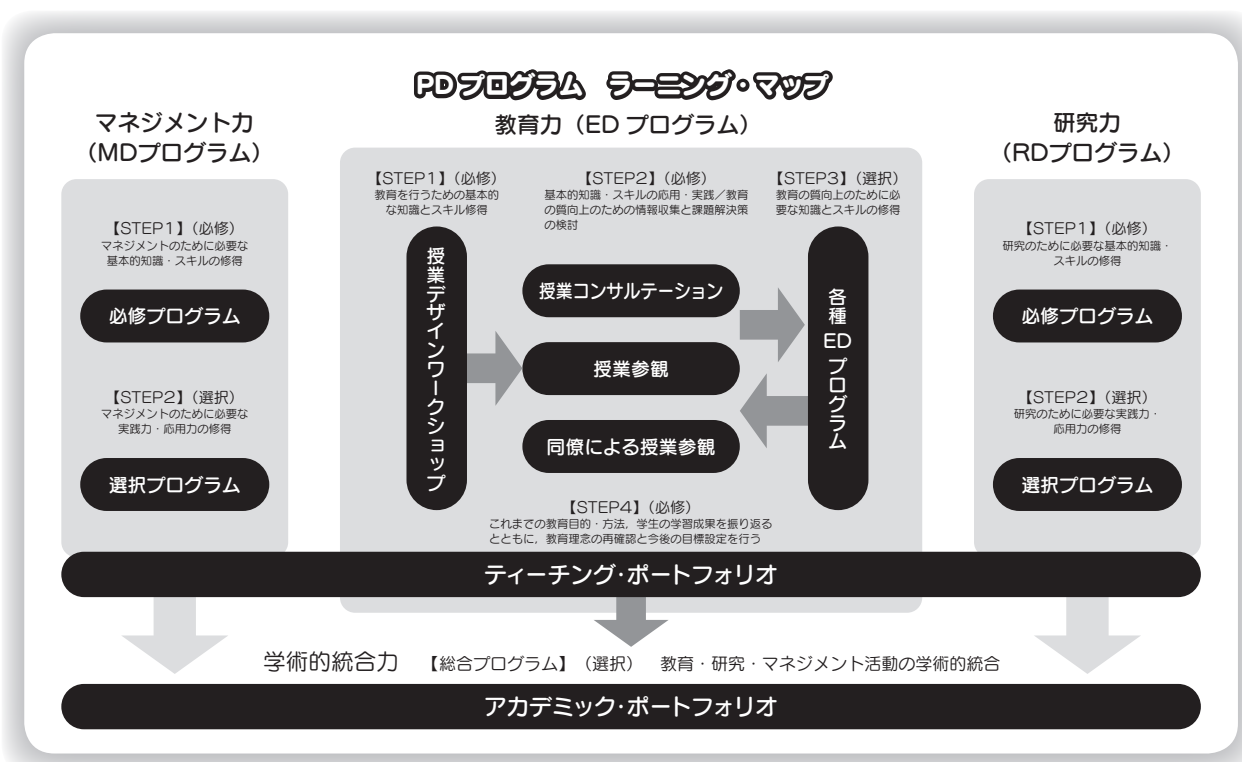 PDプログラム ラーニング・マップ
マネジメント力
（MDプログラム）
【STEP1】（必修）
マネジメントのために必要な
基本的知識・スキルの修得
必修プログラム
【STEP2】（選択）
マネジメントのために必要な
実践力・応用力の修得
選択プログラム
教育力（ED プログラム）
【STEP1】（必修）
教育を行うための基本的
な知識とスキル修得
授業デザインワークショップ
【STEP2】（必修）
基本的知識・スキルの応用・実践／教育
の質向上のための情報収集と課題解決策
の検討
授業コンサルテーション
授業参観
同僚による授業参観
【STEP3】（選択）
教育の質向上のために必
要な知識とスキルの修得
各種 ED プログラム
【STEP4】（必修）
これまでの教育目的・方法，学生の学習成果を振り返る
とともに，教育理念の再確認と今後の目標設定を行う
研究力
（RDプログラム）
【STEP1】（必修）
研究のために必要な基本的知識・
スキルの修得
必修プログラム
【STEP2】（選択）
研究のために必要な実践力・
応用力の修得
選択プログラム
ティーチング・ポートフォリオ
学術的統合力 【総合プログラム】（選択） 教育・研究・マネジメント活動の学術的統合
アカデミック・ポートフォリオ